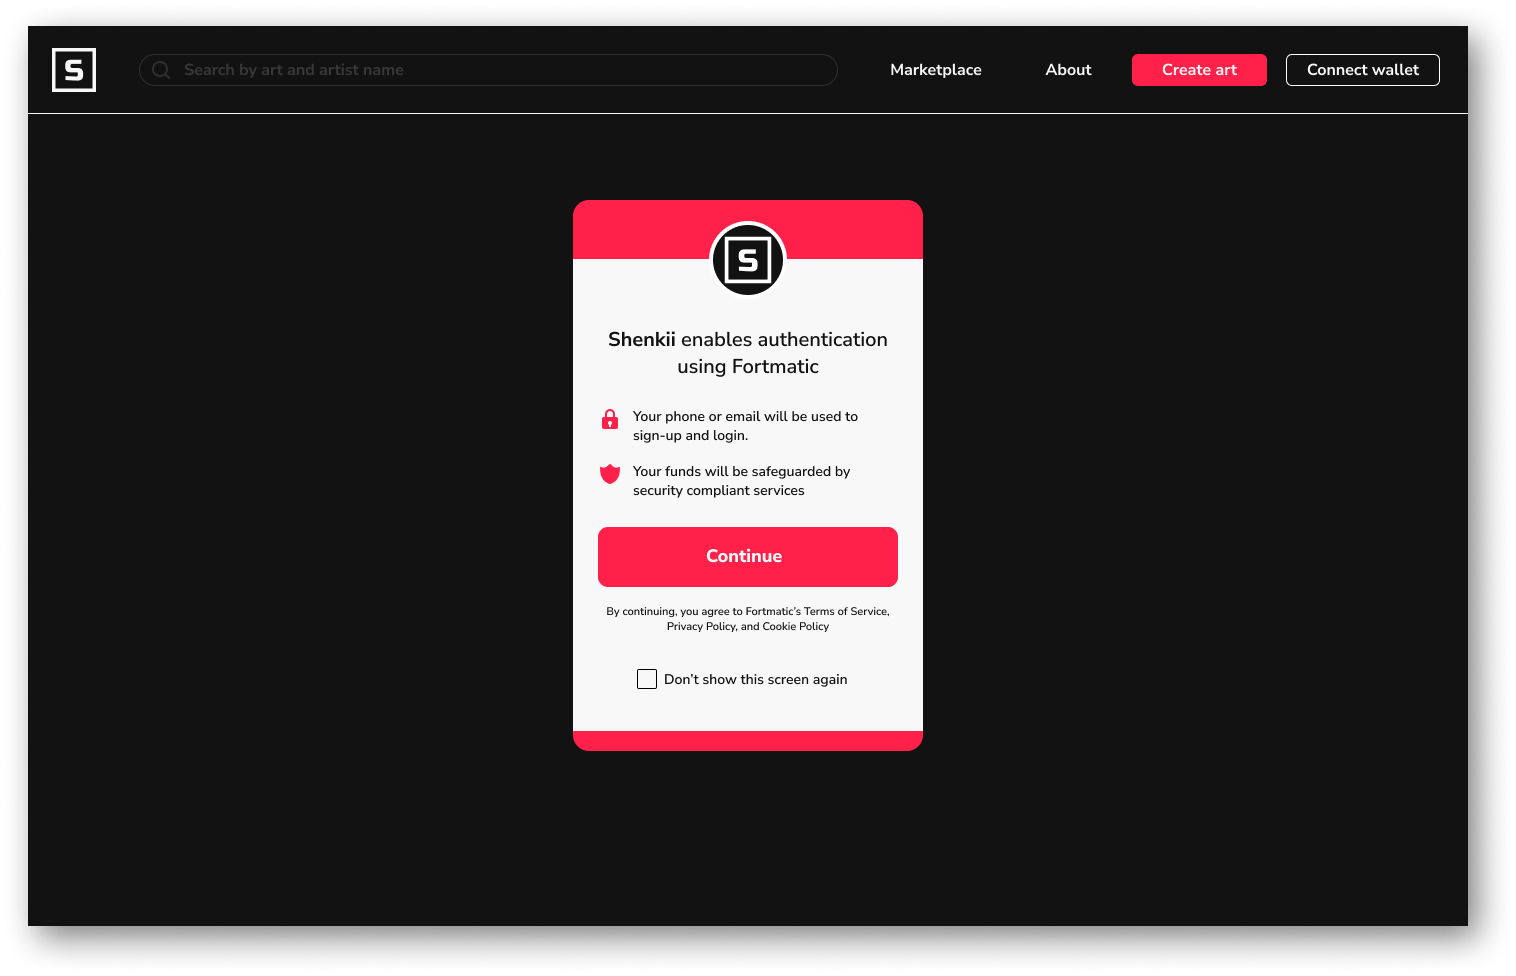 S
Search by art and artist name
Marketplace
About
Create art
Connect wallet
S
Shenkii enables authentication
using Fortmatic
Your phone or email will be used to
sign-up and login.
Your funds will be safeguarded by
security compliant services
Continue
By continuing, you agree to Fortmatic's Terms of Service,
Privacy Policy, and Cookie Policy
Don't show this screen again